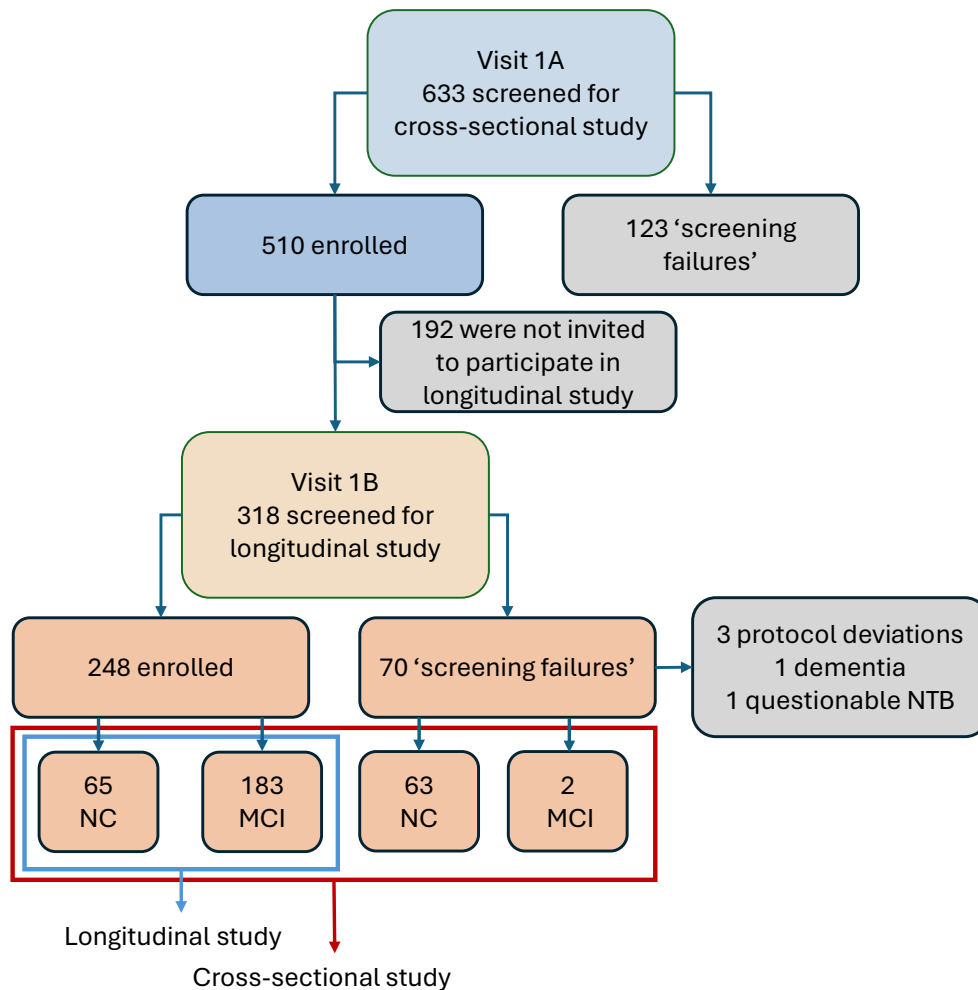 Visit 1A
633 screened for
cross-sectional study
510 enrolled
123 ‘screening
failures’
192 were not invited
to participate in
longitudinal study
Visit 1B
318 screened for
longitudinal study
248 enrolled
70 ‘screening failures’
3 protocol deviations
1 dementia
1 questionable NTB
65
NC
183
MCI
63
NC
2
MCI
Longitudinal study
Cross-sectional study